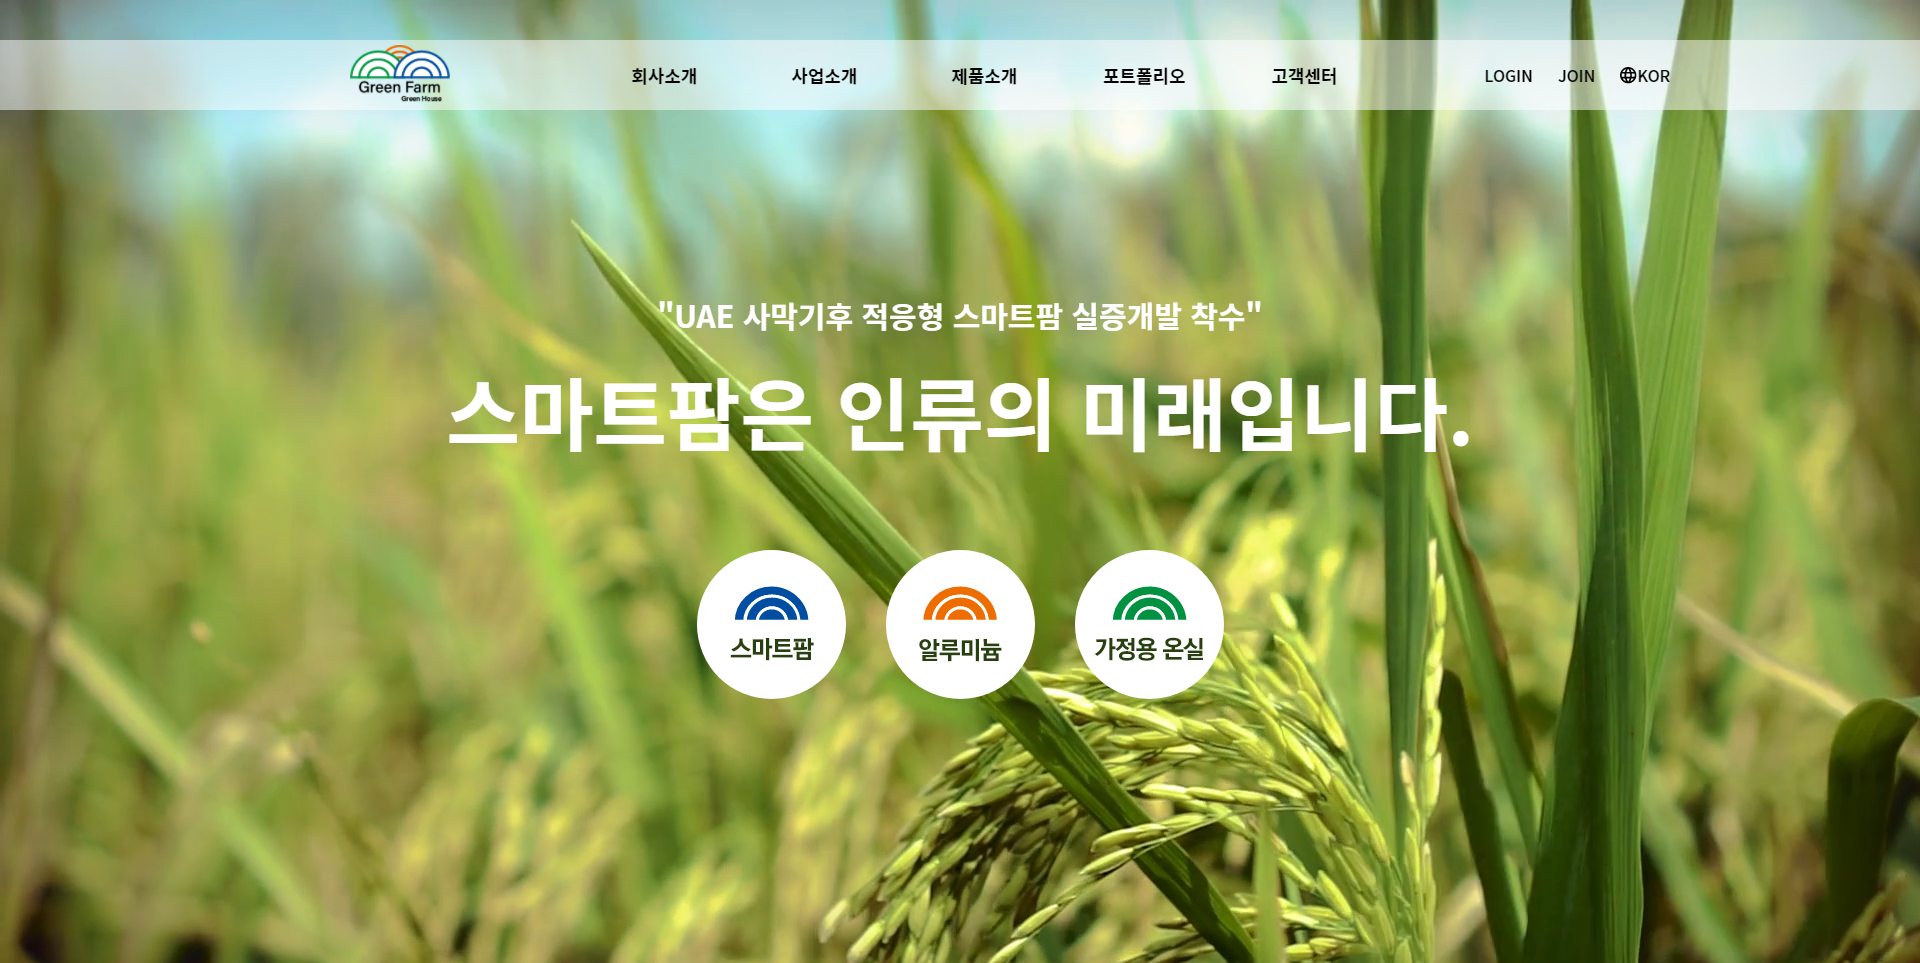 Green Farm
Green House
회사소개
사업소개
제품소개
포트폴리오
고객센터
LOGIN
JOIN
KOR
"UAE 사막기후 적응형 스마트팜 실증개발 착수"
스마트팜은 인류의 미래입니다.
스마트팜
알루미늄
가정용 온실